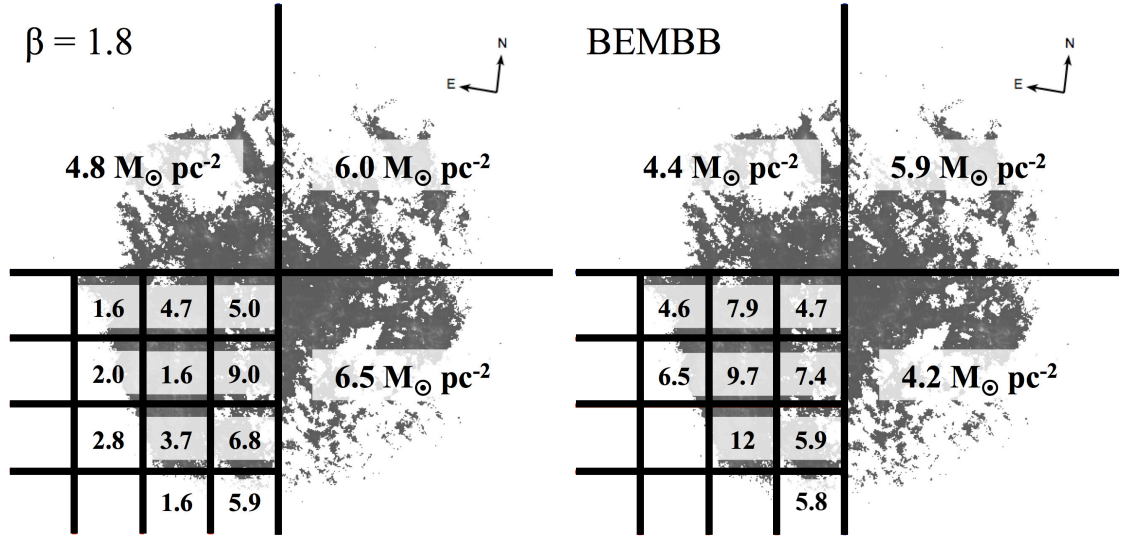 β = 1.8
N
E
4.8 M☉ pc⁻²
6.0 M☉ pc⁻²
1.6 4.7 5.0
2.0 1.6 9.0
6.5 M☉ pc⁻²
2.8 3.7 6.8
1.6 5.9
BEMBB
N
E
4.4 M☉ pc⁻²
5.9 M☉ pc⁻²
4.6 7.9 4.7
6.5 9.7 7.4
4.2 M☉ pc⁻²
12 5.9
5.8